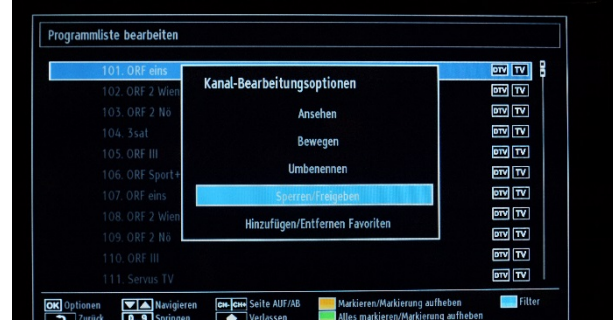 Programmliste bearbeiten
101. ORF eins DTV TV
102. ORF 2 Wien DTV TV
103. ORF 2 Nö DTV TV
104. 3sat DTV TV
105. ORF III DTV TV
106. ORF Sport+ DTV TV
107. ORF eins DTV TV
108. ORF 2 Wien DTV TV
109. ORF 2 Nö DTV TV
110. ORF III DTV TV
111. Servus TV DTV TV
Kanal-Bearbeitungsoptionen
Ansehen
Bewegen
Umbenennen
Sperren/Freigeben
Hinzufügen/Entfernen Favoriten
OK Optionen Navigieren CH- CH+ Seite AUF/AB Markieren/Markierung aufheben Filter
Zurück 0..9 Springen Verlassen Alles markieren/Markierung aufheben